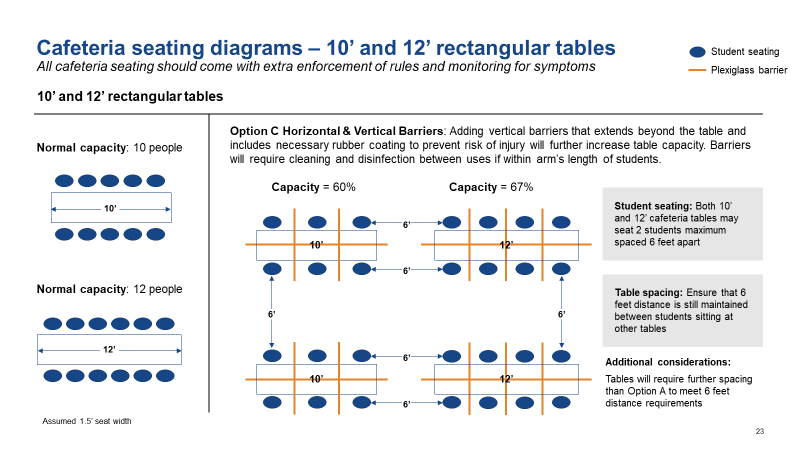 Cafeteria seating diagrams – 10’ and 12’ rectangular tables
All cafeteria seating should come with extra enforcement of rules and monitoring for symptoms
Student seating
Plexiglass barrier
10’ and 12’ rectangular tables
Normal capacity: 10 people
10’
Normal capacity: 12 people
12’
Assumed 1.5’ seat width
Option C Horizontal & Vertical Barriers: Adding vertical barriers that extends beyond the table and
includes necessary rubber coating to prevent risk of injury will further increase table capacity. Barriers
will require cleaning and disinfection between uses if within arm’s length of students.
Capacity = 60%
Capacity = 67%
6’
10’
12’
6’
6’
6’
6’
10’
12’
6’
Student seating: Both 10’
and 12’ cafeteria tables may
seat 2 students maximum
spaced 6 feet apart
Table spacing: Ensure that 6
feet distance is still maintained
between students sitting at
other tables
Additional considerations:
Tables will require further spacing
than Option A to meet 6 feet
distance requirements
23